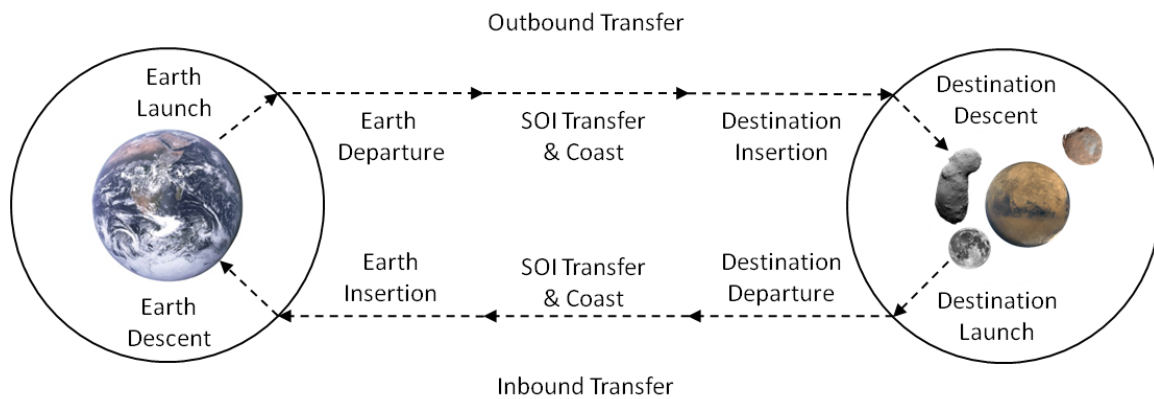 Outbound Transfer
Earth
Launch
Earth
Departure
SOI Transfer
& Coast
Destination
Insertion
Destination
Descent
Earth
Descent
Earth
Insertion
SOI Transfer
& Coast
Destination
Departure
Destination
Launch
Inbound Transfer